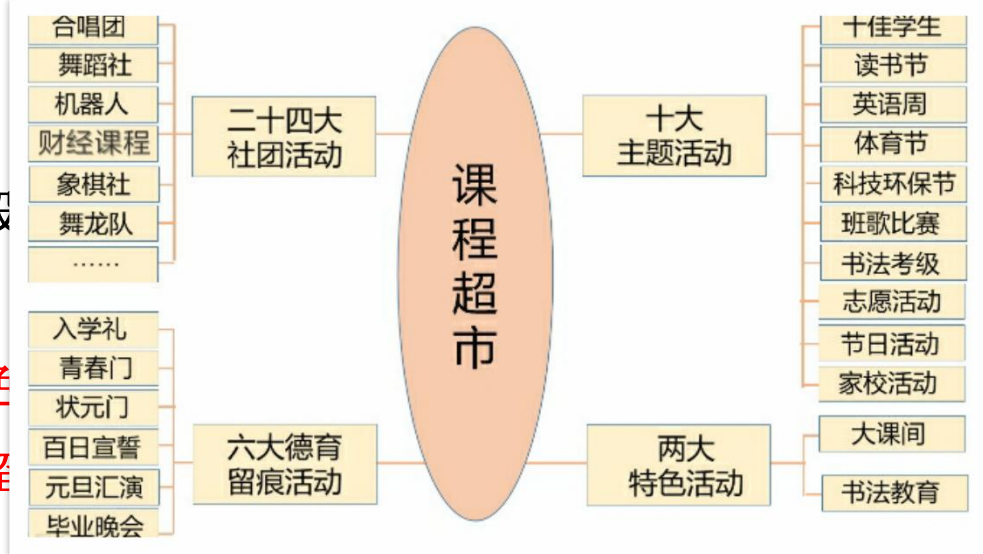 合唱团
舞蹈社
机器人
财经课程
象棋社
舞龙队
……
二十四大
社团活动
入学礼
青春门
状元门
百日宣誓
元旦汇演
毕业晚会
六大德育
留痕活动
课
程
超
市
十大
主题活动
十佳学生
读书节
英语周
体育节
科技环保节
班歌比赛
书法考级
志愿活动
节日活动
家校活动
两大
特色活动
大课间
书法教育